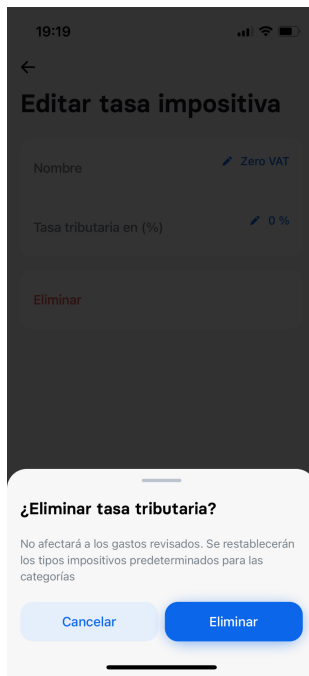 19:19
Editar tasa impositiva
Nombre
Zero VAT
Tasa tributaria en (%)
0 %
Eliminar
¿Eliminar tasa tributaria?
No afectará a los gastos revisados. Se restablecerán
los tipos impositivos predeterminados para las
categorías
Cancelar
Eliminar